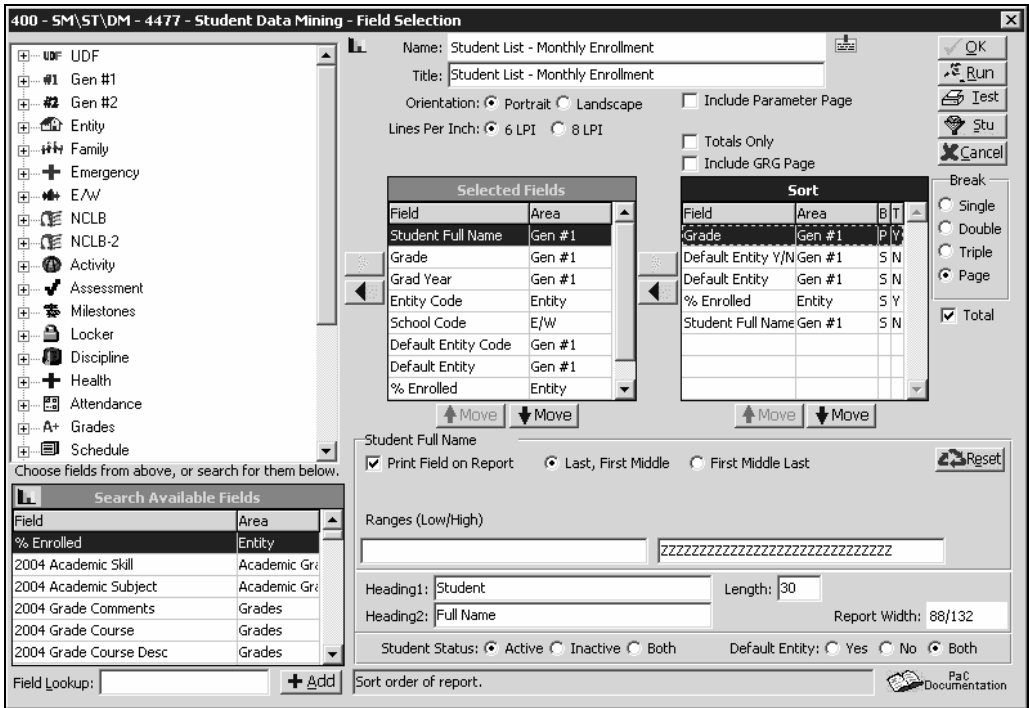 400 - SM\ST\DM - 4477 - Student Data Mining - Field Selection
UDF UDF
#1 Gen #1
#2 Gen #2
Entity
Family
Emergency
E/W
NCLB
NCLB-2
Activity
Assessment
Milestones
Locker
Discipline
Health
Attendance
A+ Grades
Schedule
Choose fields from above, or search for them below.
Search Available Fields
Field Area
% Enrolled Entity
2004 Academic Skill Academic Gra
2004 Academic Subject Academic Gra
2004 Grade Comments Grades
2004 Grade Course Grades
2004 Grade Course Desc Grades
Field Lookup: Add
Name: Student List - Monthly Enrollment
Title: Student List - Monthly Enrollment
Orientation: Portrait Landscape Include Parameter Page
Lines Per Inch: 6 LPI 8 LPI
Totals Only
Include GRG Page
OK
Run
Test
Stu
Cancel
Selected Fields
Field Area
Student Full Name Gen #1
Grade Gen #1
Grad Year Gen #1
Entity Code Entity
School Code E/W
Default Entity Code Gen #1
Default Entity Gen #1
% Enrolled Entity
Move Move
Sort
Field Area B T
Grade Gen #1 P Y
Default Entity Y/N Gen #1 S N
Default Entity Gen #1 S N
% Enrolled Entity S Y
Student Full Name Gen #1 S N
Move Move
Break
Single
Double
Triple
Page
Total
Student Full Name
Print Field on Report Last, First Middle First Middle Last Reset
Ranges (Low/High)
ZZZZZZZZZZZZZZZZZZZZZZZZZZZZZZ
Heading1: Student Length: 30
Heading2: Full Name Report Width: 88/132
Student Status: Active Inactive Both Default Entity: Yes No Both
Sort order of report. PaC
Documentation